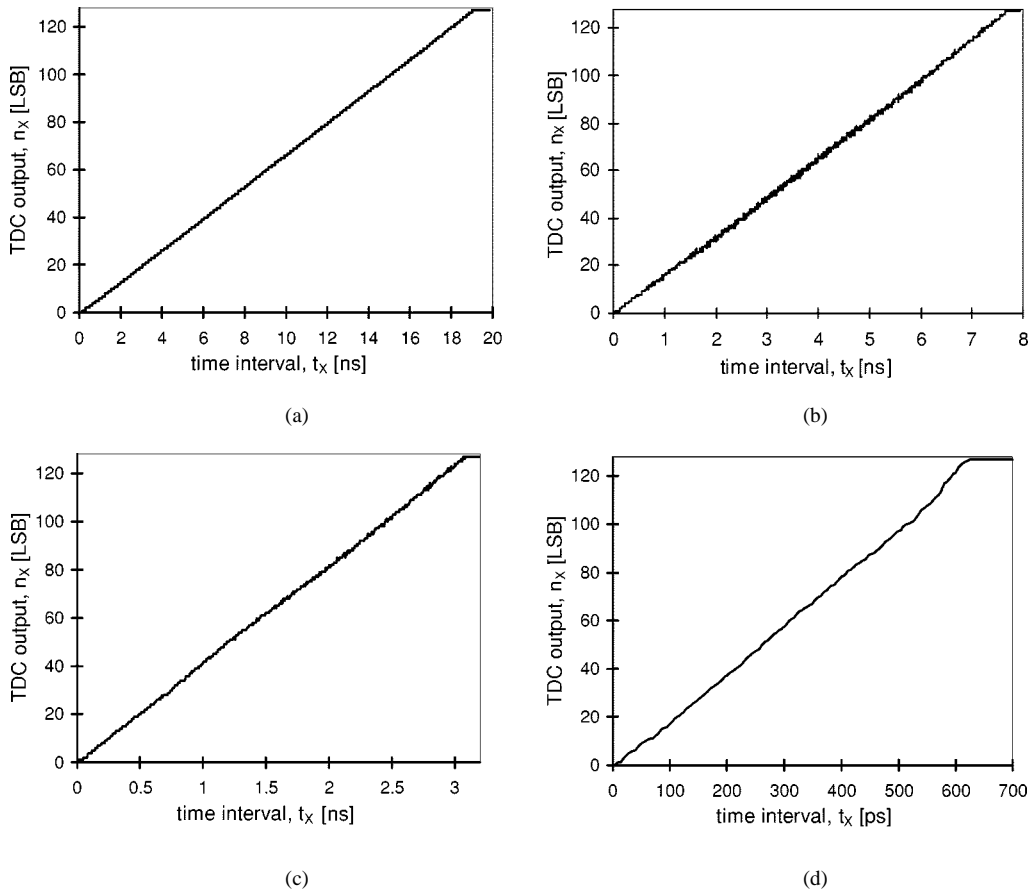 120
100
80
60
40
20
0
TDC output, nX [LSB]
0 2 4 6 8 10 12 14 16 18 20
time interval, tX [ns]
(a)
120
100
80
60
40
20
0
TDC output, nX [LSB]
0 1 2 3 4 5 6 7 8
time interval, tX [ns]
(b)
120
100
80
60
40
20
0
TDC output, nX [LSB]
0 0.5 1 1.5 2 2.5 3
time interval, tX [ns]
(c)
120
100
80
60
40
20
0
TDC output, nX [LSB]
0 100 200 300 400 500 600 700
time interval, tX [ps]
(d)